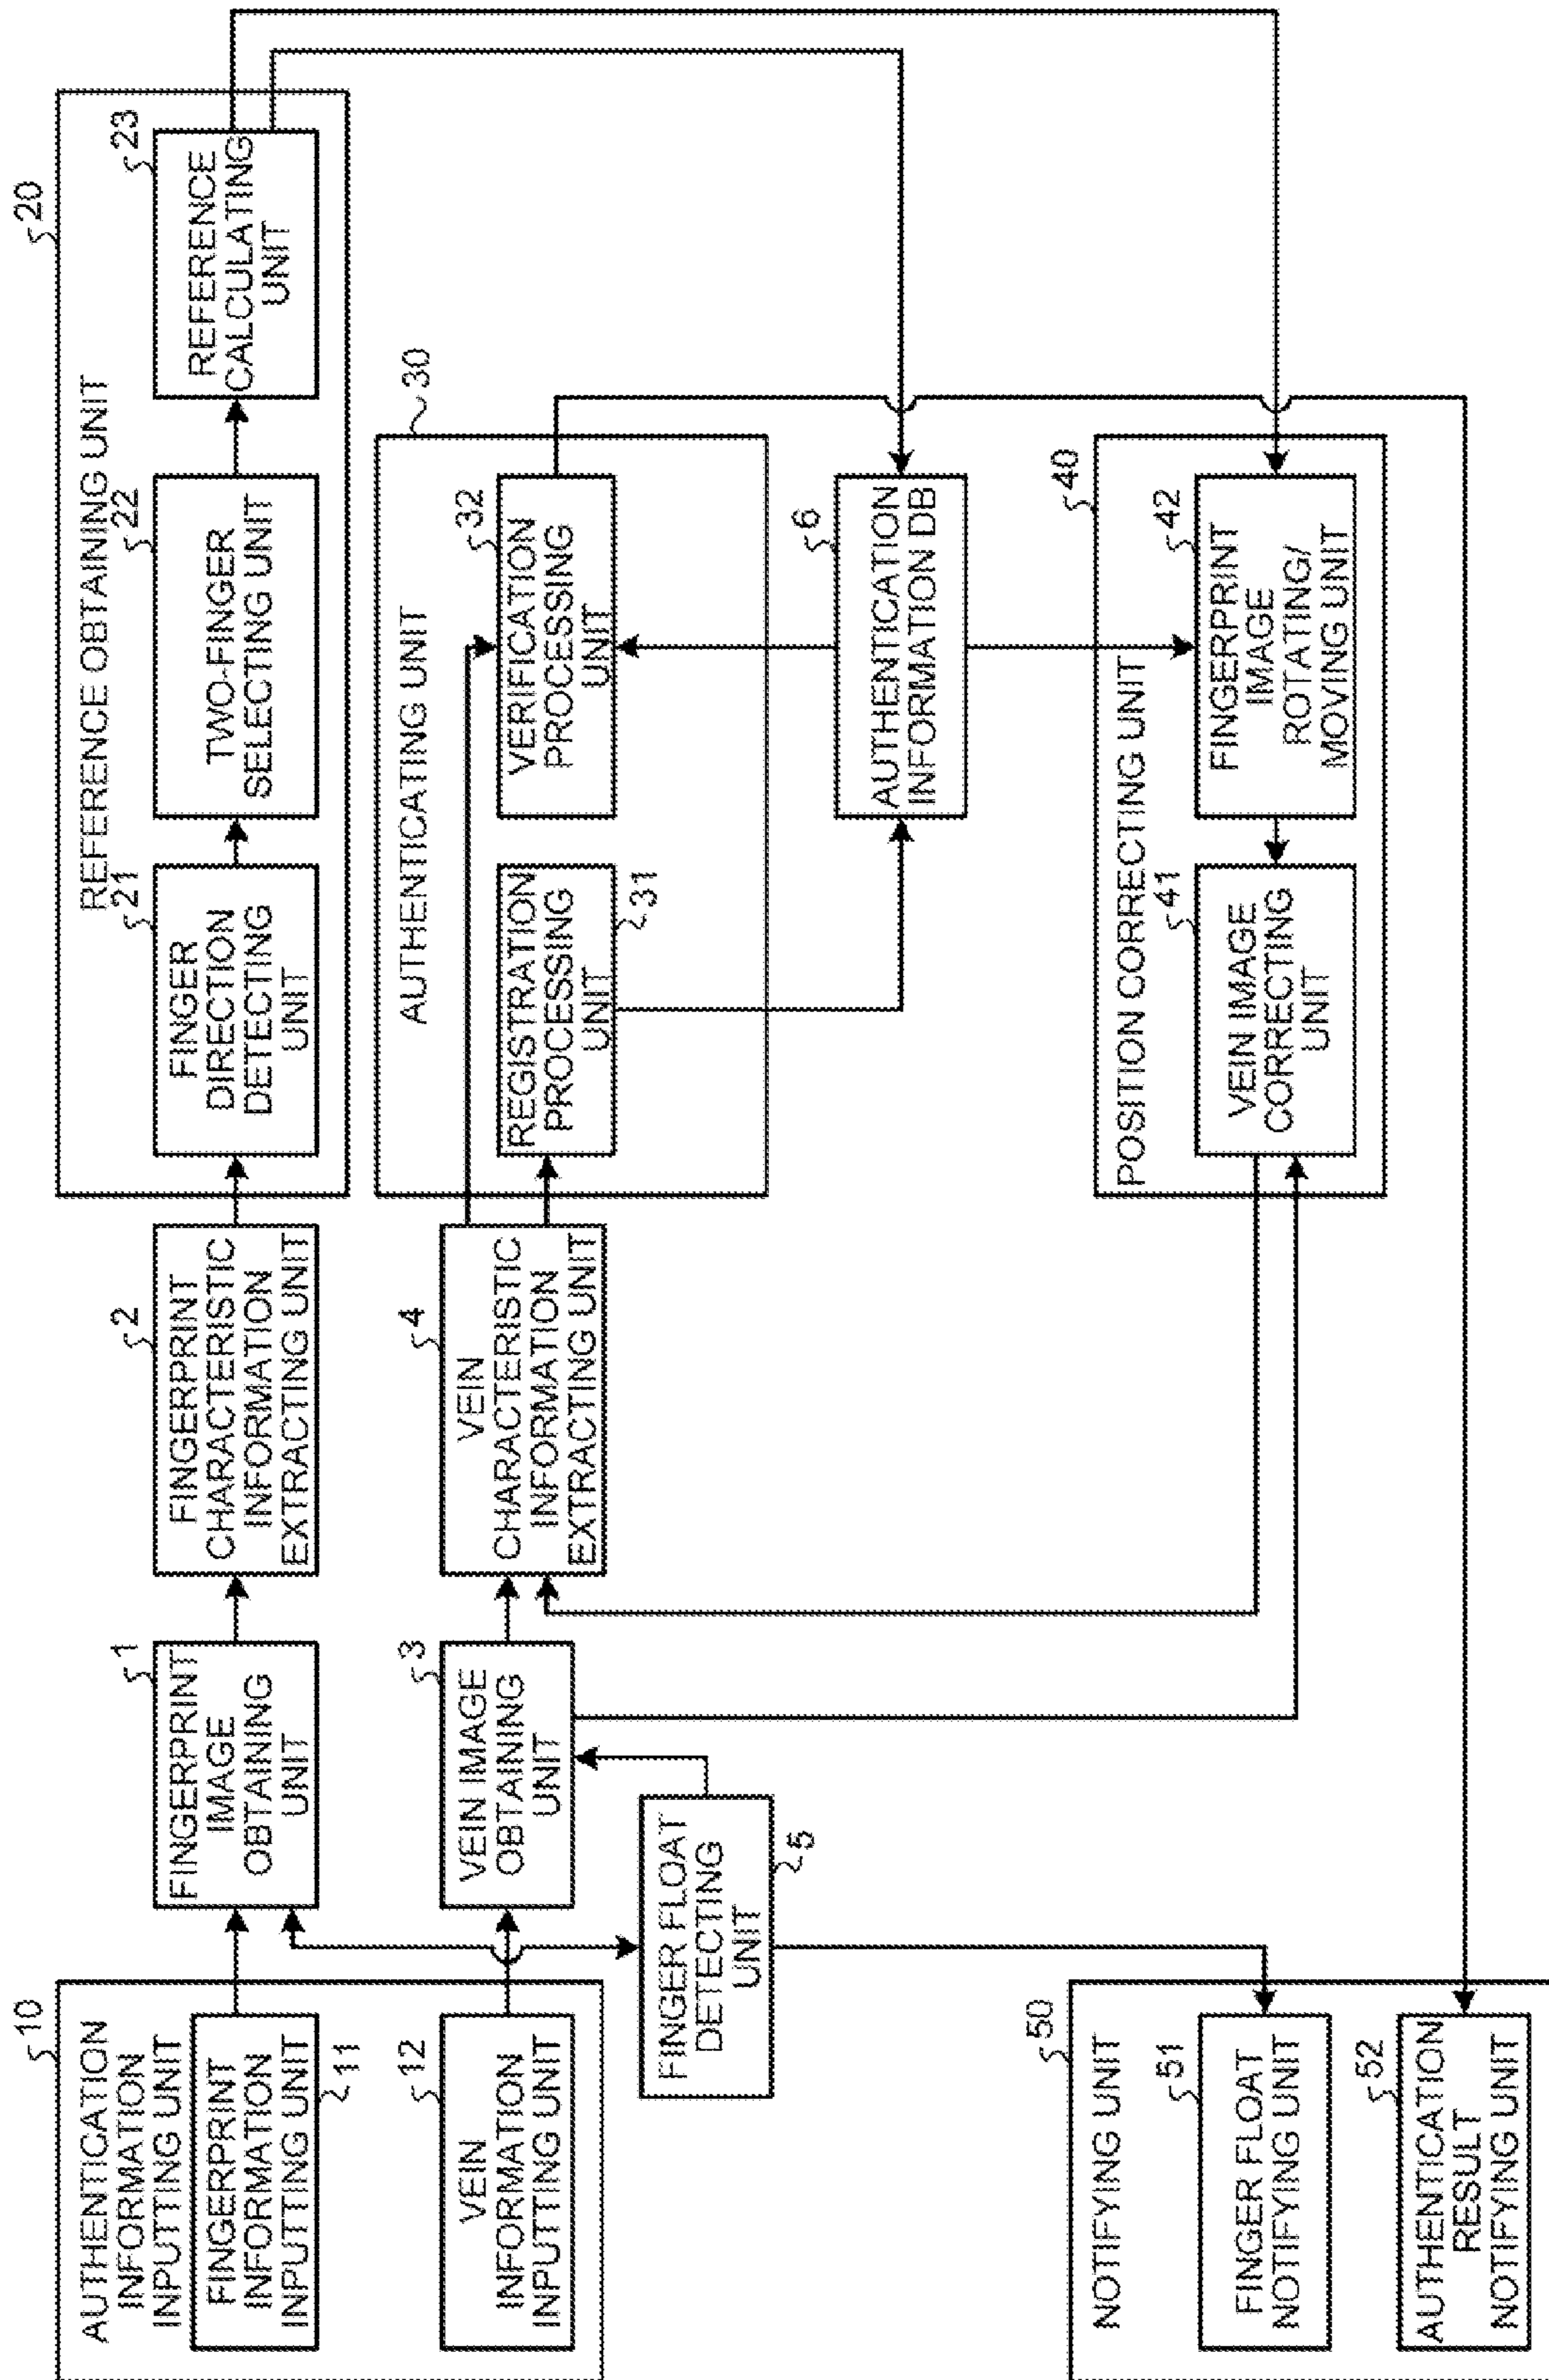 10
AUTHENTICATION
INFORMATION
INPUTTING UNIT
FINGERPRINT
INFORMATION
INPUTTING UNIT
11
12
VEIN
INFORMATION
INPUTTING UNIT
1
FINGERPRINT
IMAGE
OBTAINING
UNIT
2
FINGERPRINT
CHARACTERISTIC
INFORMATION
EXTRACTING UNIT
20
REFERENCE OBTAINING UNIT
21
FINGER
DIRECTION
DETECTING
UNIT
22
TWO-FINGER
SELECTING UNIT
23
REFERENCE
CALCULATING
UNIT
3
VEIN IMAGE
OBTAINING
UNIT
4
VEIN
CHARACTERISTIC
INFORMATION
EXTRACTING UNIT
30
AUTHENTICATING UNIT
REGISTRATION
PROCESSING
UNIT
31
32
VERIFICATION
PROCESSING
UNIT
FINGER FLOAT
DETECTING
UNIT
5
6
AUTHENTICATION
INFORMATION DB
40
POSITION CORRECTING UNIT
41
VEIN IMAGE
CORRECTING
UNIT
42
FINGERPRINT
IMAGE
ROTATING/
MOVING UNIT
50
NOTIFYING UNIT
51
FINGER FLOAT
NOTIFYING UNIT
52
AUTHENTICATION
RESULT
NOTIFYING UNIT